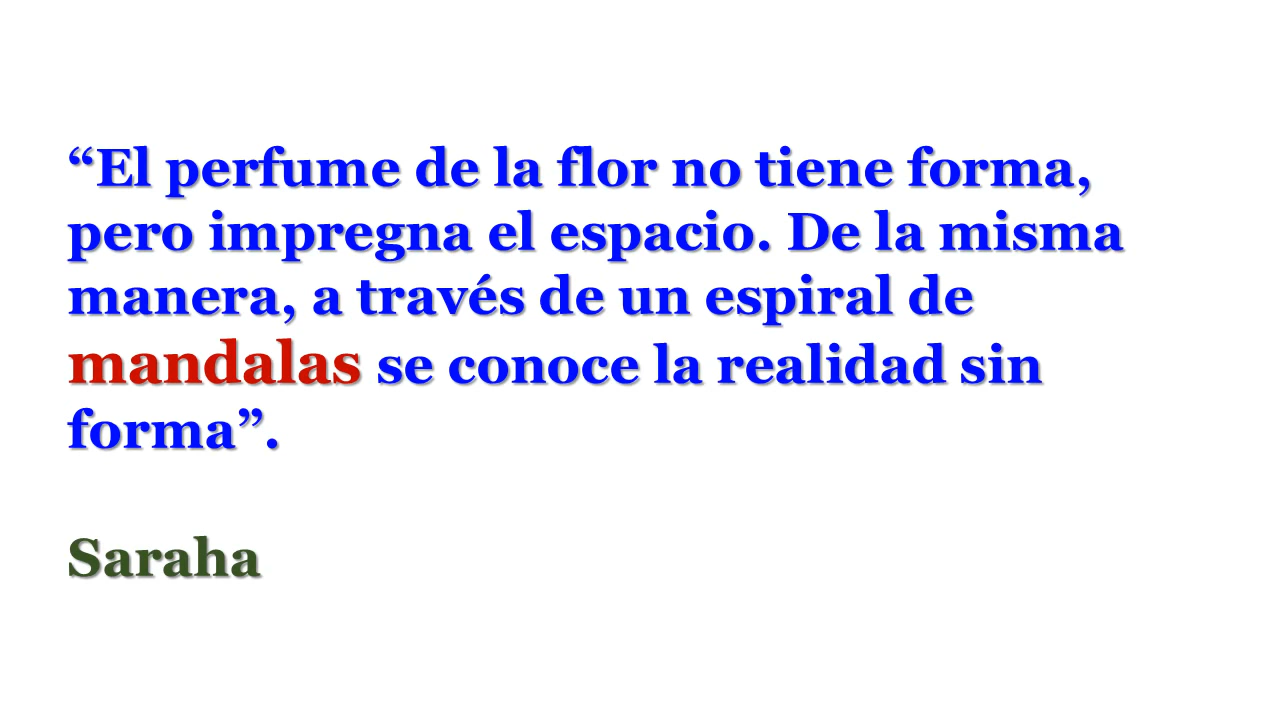 “El perfume de la flor no tiene forma,
pero impregna el espacio. De la misma
manera, a través de un espiral de
mandalas se conoce la realidad sin
forma”.
Saraha